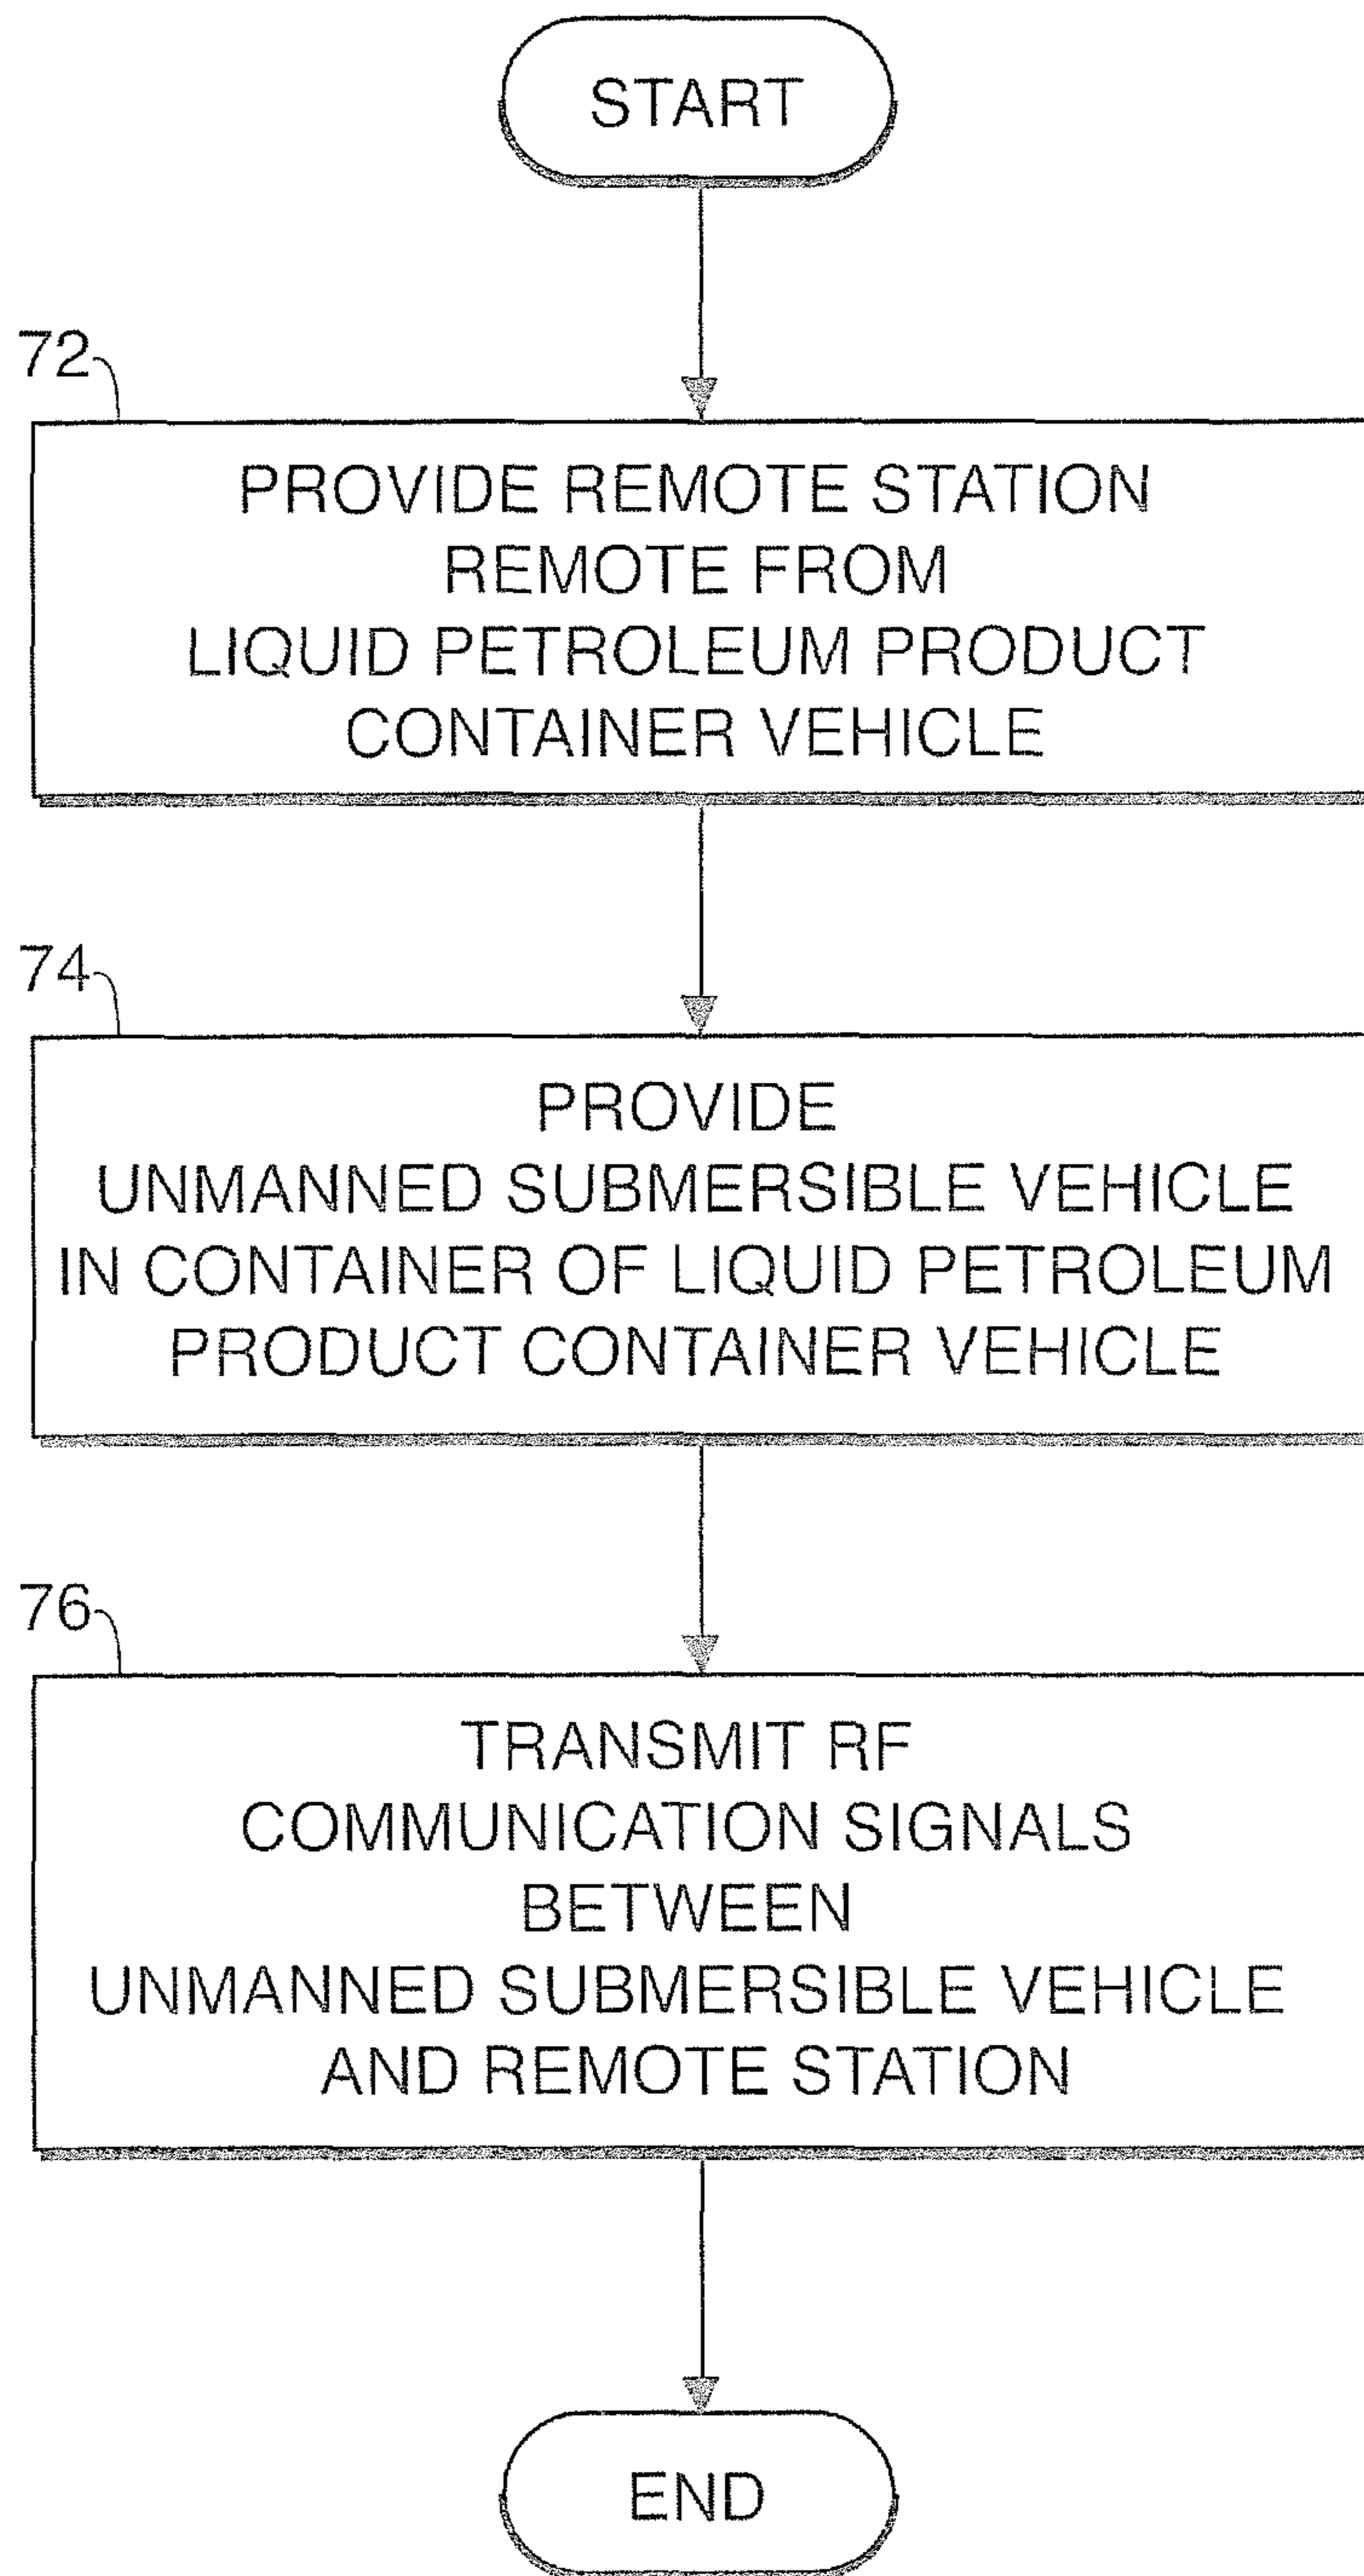 START
72
PROVIDE REMOTE STATION
REMOTE FROM
LIQUID PETROLEUM PRODUCT
CONTAINER VEHICLE
74
PROVIDE
UNMANNED SUBMERSIBLE VEHICLE
IN CONTAINER OF LIQUID PETROLEUM
PRODUCT CONTAINER VEHICLE
76
TRANSMIT RF
COMMUNICATION SIGNALS
BETWEEN
UNMANNED SUBMERSIBLE VEHICLE
AND REMOTE STATION
END